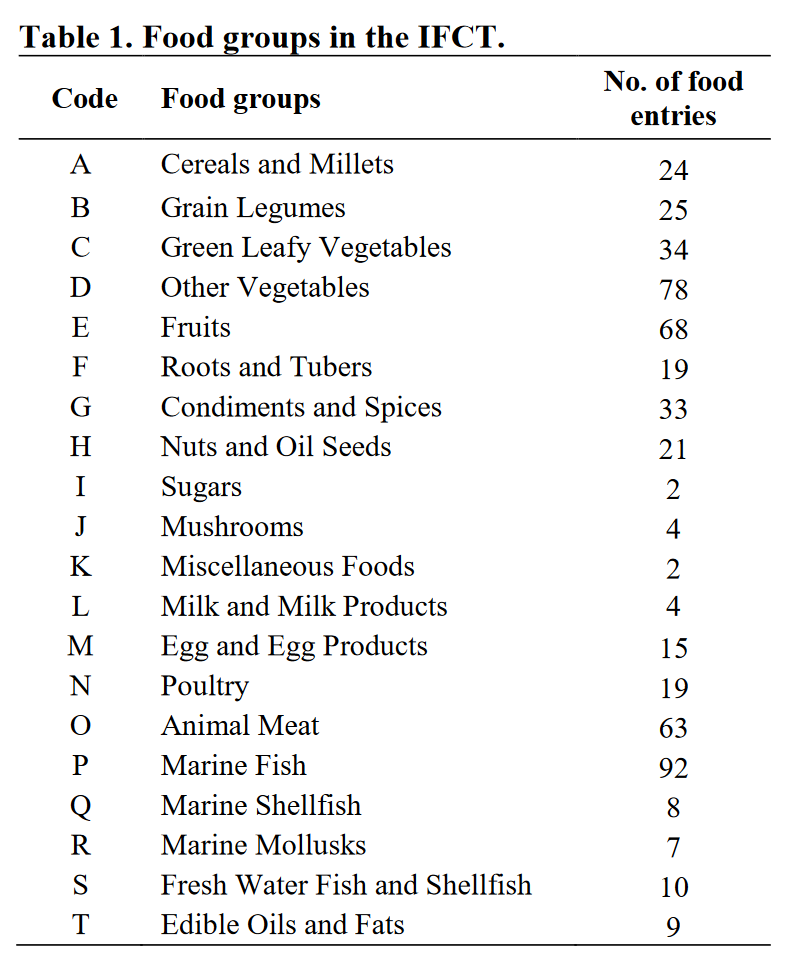 Table 1. Food groups in the IFCT.
Code Food groups No. of food entries
A Cereals and Millets 24
B Grain Legumes 25
C Green Leafy Vegetables 34
D Other Vegetables 78
E Fruits 68
F Roots and Tubers 19
G Condiments and Spices 33
H Nuts and Oil Seeds 21
I Sugars 2
J Mushrooms 4
K Miscellaneous Foods 2
L Milk and Milk Products 4
M Egg and Egg Products 15
N Poultry 19
O Animal Meat 63
P Marine Fish 92
Q Marine Shellfish 8
R Marine Mollusks 7
S Fresh Water Fish and Shellfish 10
T Edible Oils and Fats 9